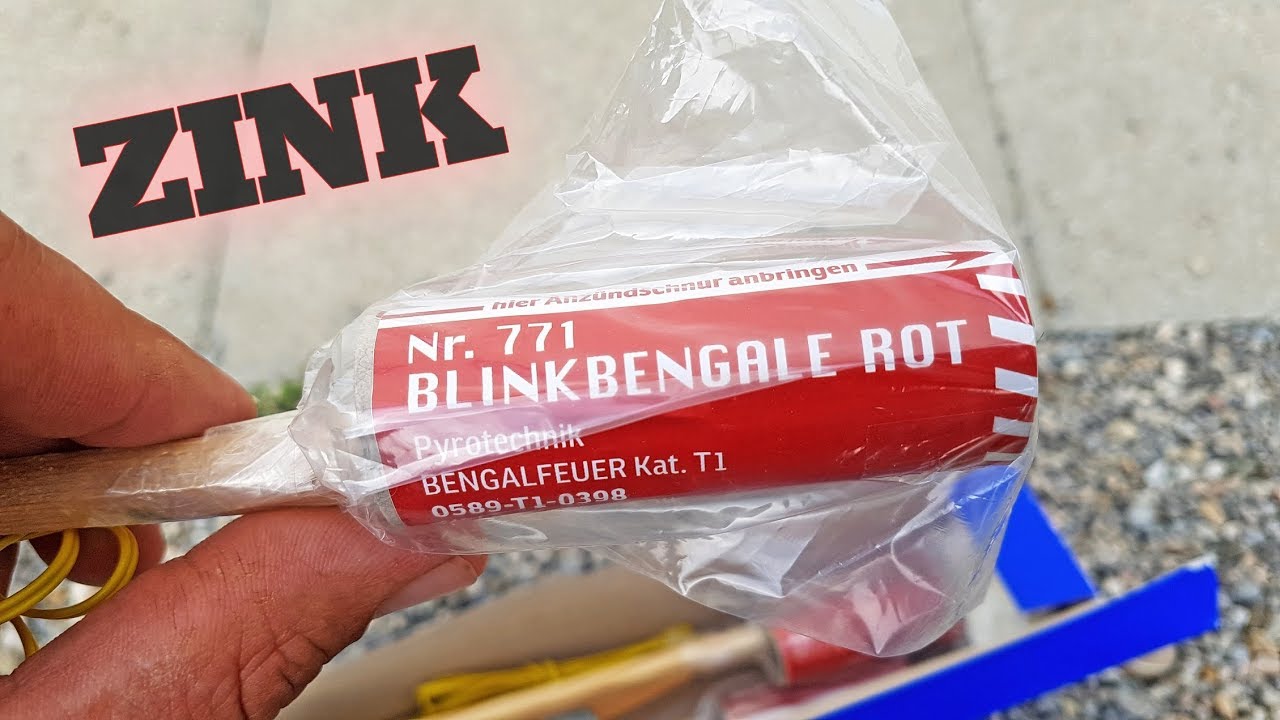 ZINK
hier Anzündschnur anbringen
Nr. 771
BLINKBENGALE ROT
Pyrotechnik
BENGALFEUER Kat. T1
0589-T1-0398